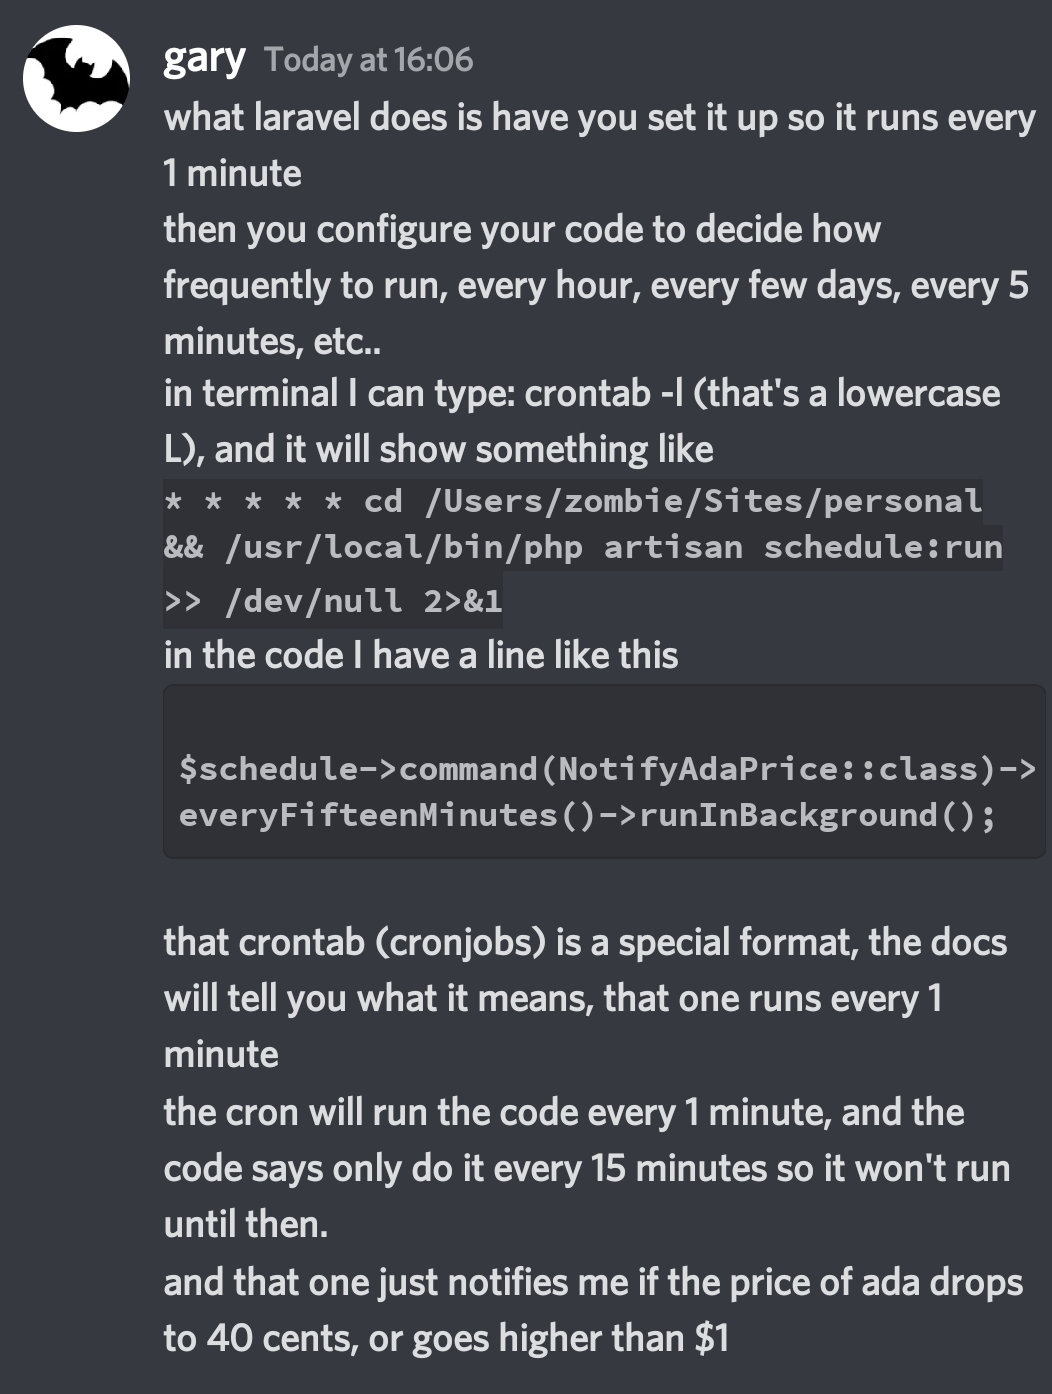 gary Today at 16:06
what laravel does is have you set it up so it runs every
1 minute
then you configure your code to decide how
frequently to run, every hour, every few days, every 5
minutes, etc..
in terminal I can type: crontab -l (that's a lowercase
L), and it will show something like
* * * * * cd /Users/zombie/Sites/personal
&& /usr/local/bin/php artisan schedule:run
>> /dev/null 2>&1
in the code I have a line like this
$schedule->command(NotifyAdaPrice::class)->
everyFifteenMinutes()->runInBackground();
that crontab (cronjobs) is a special format, the docs
will tell you what it means, that one runs every 1
minute
the cron will run the code every 1 minute, and the
code says only do it every 15 minutes so it won't run
until then.
and that one just notifies me if the price of ada drops
to 40 cents, or goes higher than $1